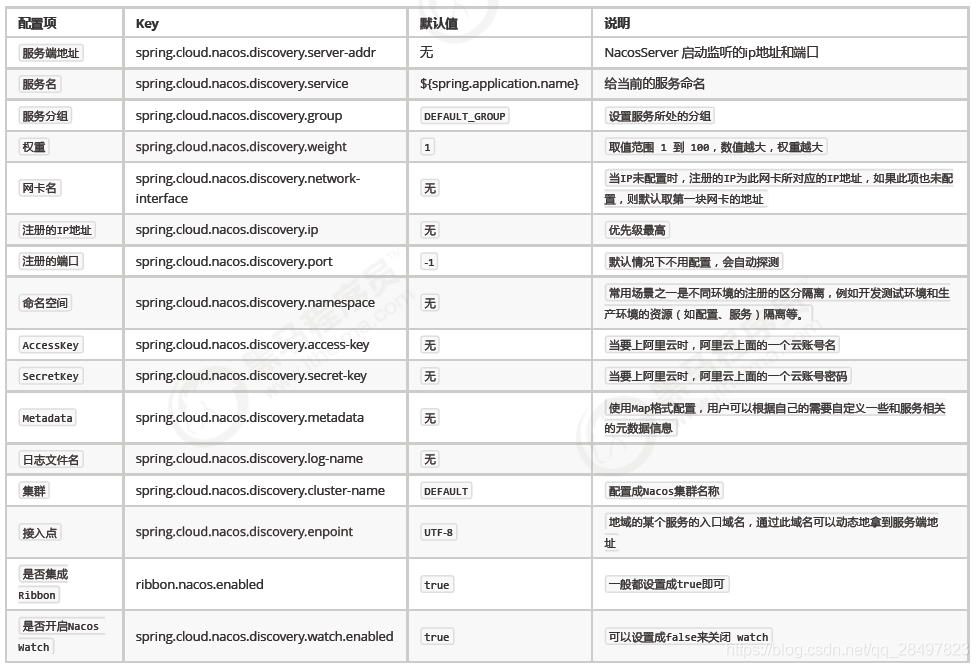 配置项 Key 默认值 说明
服务端地址 spring.cloud.nacos.discovery.server-addr 无 NacosServer 启动监听的ip地址和端口
服务名 spring.cloud.nacos.discovery.service ${spring.application.name} 给当前的服务命名
服务分组 spring.cloud.nacos.discovery.group DEFAULT_GROUP 设置服务所处的分组
权重 spring.cloud.nacos.discovery.weight 1 取值范围 1 到 100，数值越大，权重越大
网卡名 spring.cloud.nacos.discovery.network- 无 当IP未配置时，注册的IP为此网卡所对应的IP地址，如果此项也未配
interface 置，则默认取第一块网卡的地址
注册的IP地址 spring.cloud.nacos.discovery.ip 无 优先级最高
注册的端口 spring.cloud.nacos.discovery.port -1 默认情况下不用配置，会自动探测
命名空间 spring.cloud.nacos.discovery.namespace 无 常用场景之一是不同环境的注册的区分隔离，例如开发测试环境和生
产环境的资源（如配置、服务）隔离等。
AccessKey spring.cloud.nacos.discovery.access-key 无 当要上阿里云时，阿里云上面的一个云账号名
SecretKey spring.cloud.nacos.discovery.secret-key 无 当要上阿里云时，阿里云上面的一个云账号密码
Metadata spring.cloud.nacos.discovery.metadata 无 使用Map格式配置，用户可以根据自己的需要自定义一些和服务相关
的元数据信息
日志文件名 spring.cloud.nacos.discovery.log-name 无
集群 spring.cloud.nacos.discovery.cluster-name DEFAULT 配置成Nacos集群名称
接入点 spring.cloud.nacos.discovery.enpoint UTF-8 地域的某个服务的入口域名，通过此域名可以动态地拿到服务端地
址
是否集成
Ribbon ribbon.nacos.enabled true 一般都设置成true即可
是否开启Nacos
Watch spring.cloud.nacos.discovery.watch.enabled true 可以设置成false来关闭 watch
https://blog.csdn.net/qq_28497823